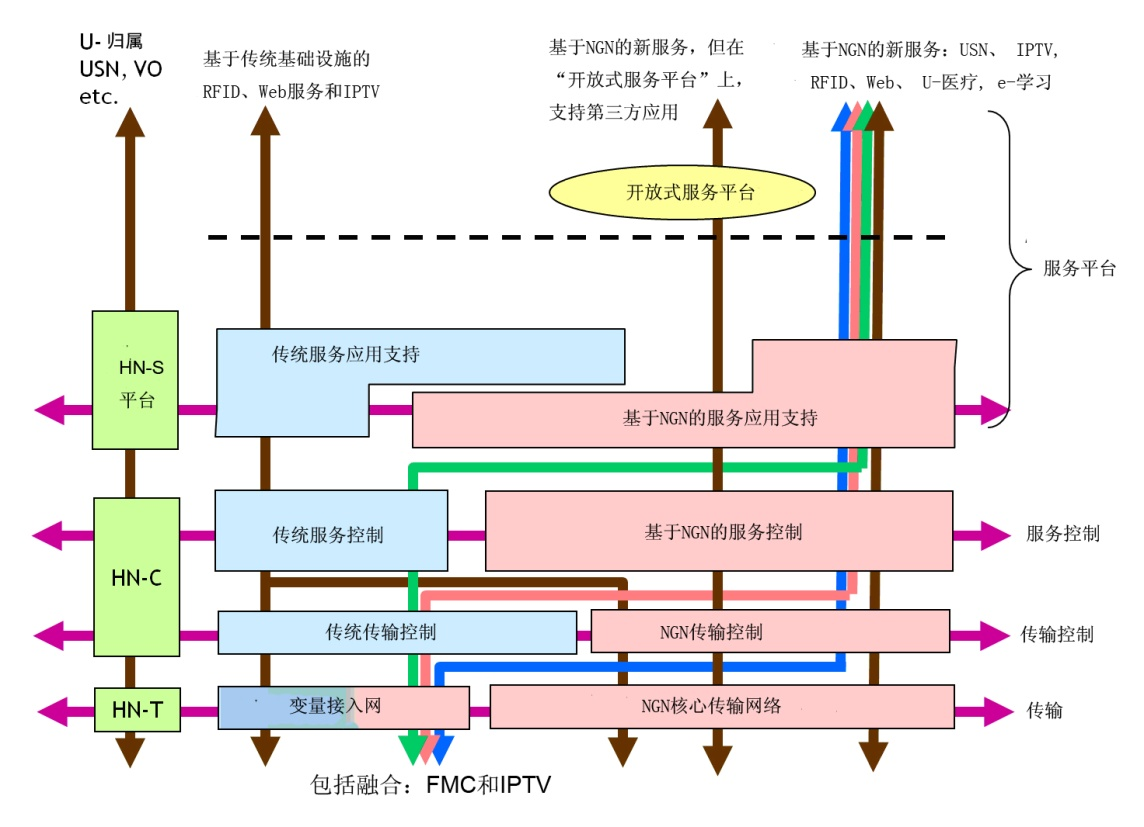 U- 归属
USN, VO
etc.
基于传统基础设施的
RFID、Web服务和IPTV
基于NGN的新服务，但在
“开放式服务平台”上，
支持第三方应用
基于NGN的新服务：USN、 IPTV,
RFID、Web、 U-医疗, e-学习
开放式服务平台
服务平台
HN-S
平台
传统服务应用支持
基于NGN的服务应用支持
HN-C
传统服务控制
基于NGN的服务控制
服务控制
传统传输控制
NGN传输控制
传输控制
HN-T
变量接入网
NGN核心传输网络
传输
包括融合：FMC和IPTV